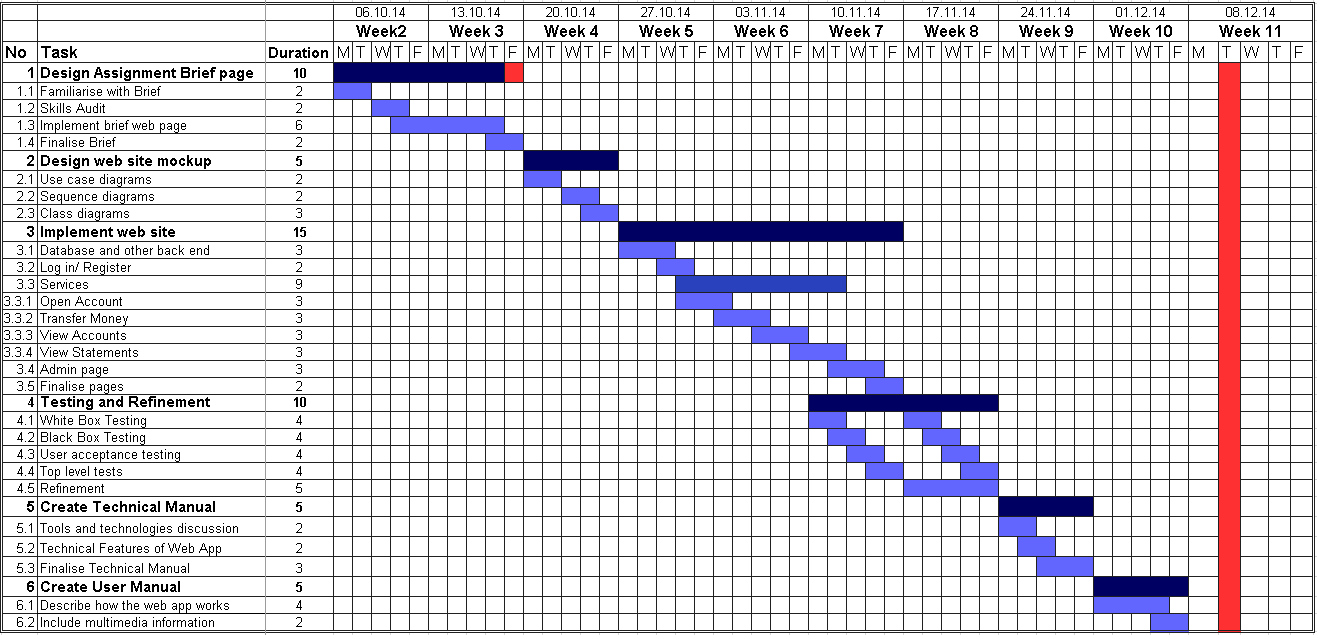 06.10.14 13.10.14 20.10.14 27.10.14 03.11.14 10.11.14 17.11.14 24.11.14 01.12.14 08.12.14
Week2 Week 3 Week 4 Week 5 Week 6 Week 7 Week 8 Week 9 Week 10 Week 11
No Task Duration M T W T F M T W T F M T W T F M T W T F M T W T F M T W T F M T W T F M T W T F M T W T F M T W T F
1 Design Assignment Brief page 10
1.1 Familiarise with Brief 2
1.2 Skills Audit 2
1.3 Implement brief web page 6
1.4 Finalise Brief 2
2 Design web site mockup 5
2.1 Use case diagrams 2
2.2 Sequence diagrams 2
2.3 Class diagrams 3
3 Implement web site 15
3.1 Database and other back end 3
3.2 Log in/ Register 2
3.3 Services 9
3.3.1 Open Account 3
3.3.2 Transfer Money 3
3.3.3 View Accounts 3
3.3.4 View Statements 3
3.4 Admin page 3
3.5 Finalise pages 2
4 Testing and Refinement 10
4.1 White Box Testing 4
4.2 Black Box Testing 4
4.3 User acceptance testing 4
4.4 Top level tests 4
4.5 Refinement 5
5 Create Technical Manual 5
5.1 Tools and technologies discussion 2
5.2 Technical Features of Web App 2
5.3 Finalise Technical Manual 3
6 Create User Manual 5
6.1 Describe how the web app works 4
6.2 Include multimedia information 2